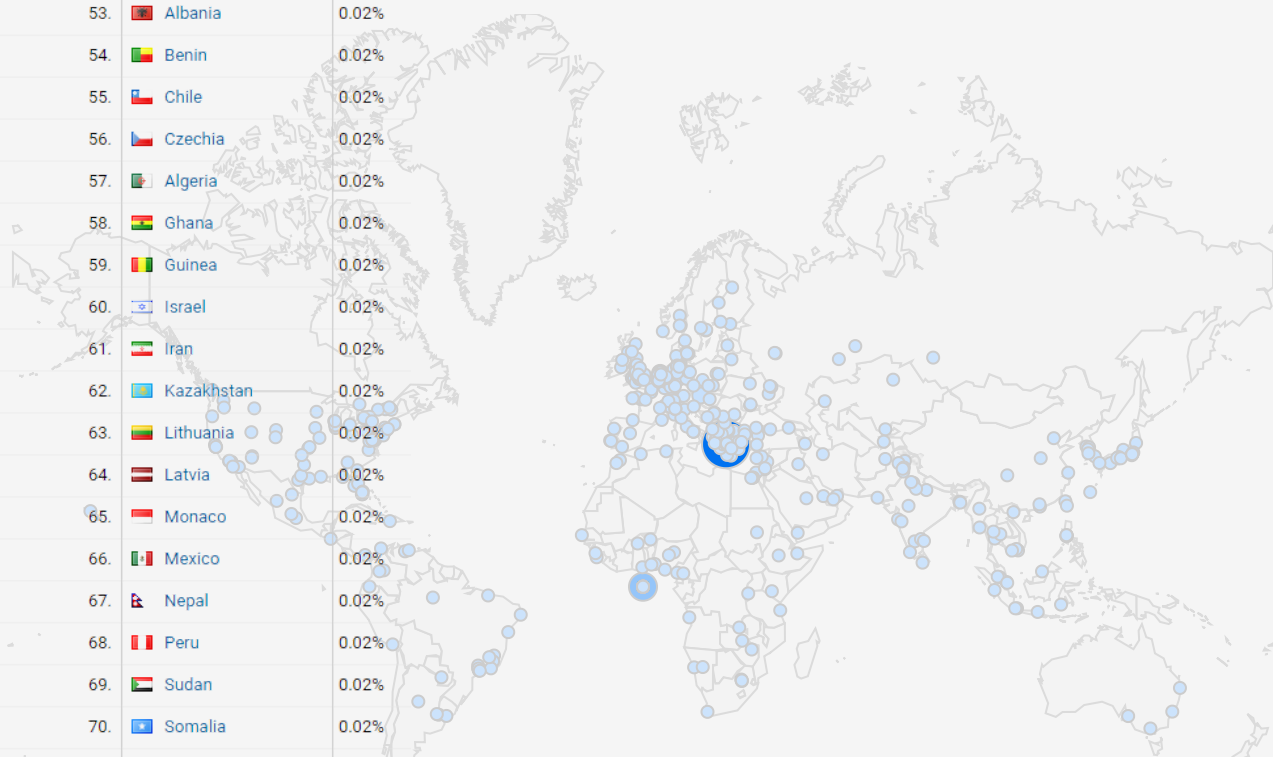 53. Albania 0.02%
54. Benin 0.02%
55. Chile 0.02%
56. Czechia 0.02%
57. Algeria 0.02%
58. Ghana 0.02%
59. Guinea 0.02%
60. Israel 0.02%
61. Iran 0.02%
62. Kazakhstan 0.02%
63. Lithuania 0.02%
64. Latvia 0.02%
65. Monaco 0.02%
66. Mexico 0.02%
67. Nepal 0.02%
68. Peru 0.02%
69. Sudan 0.02%
70. Somalia 0.02%